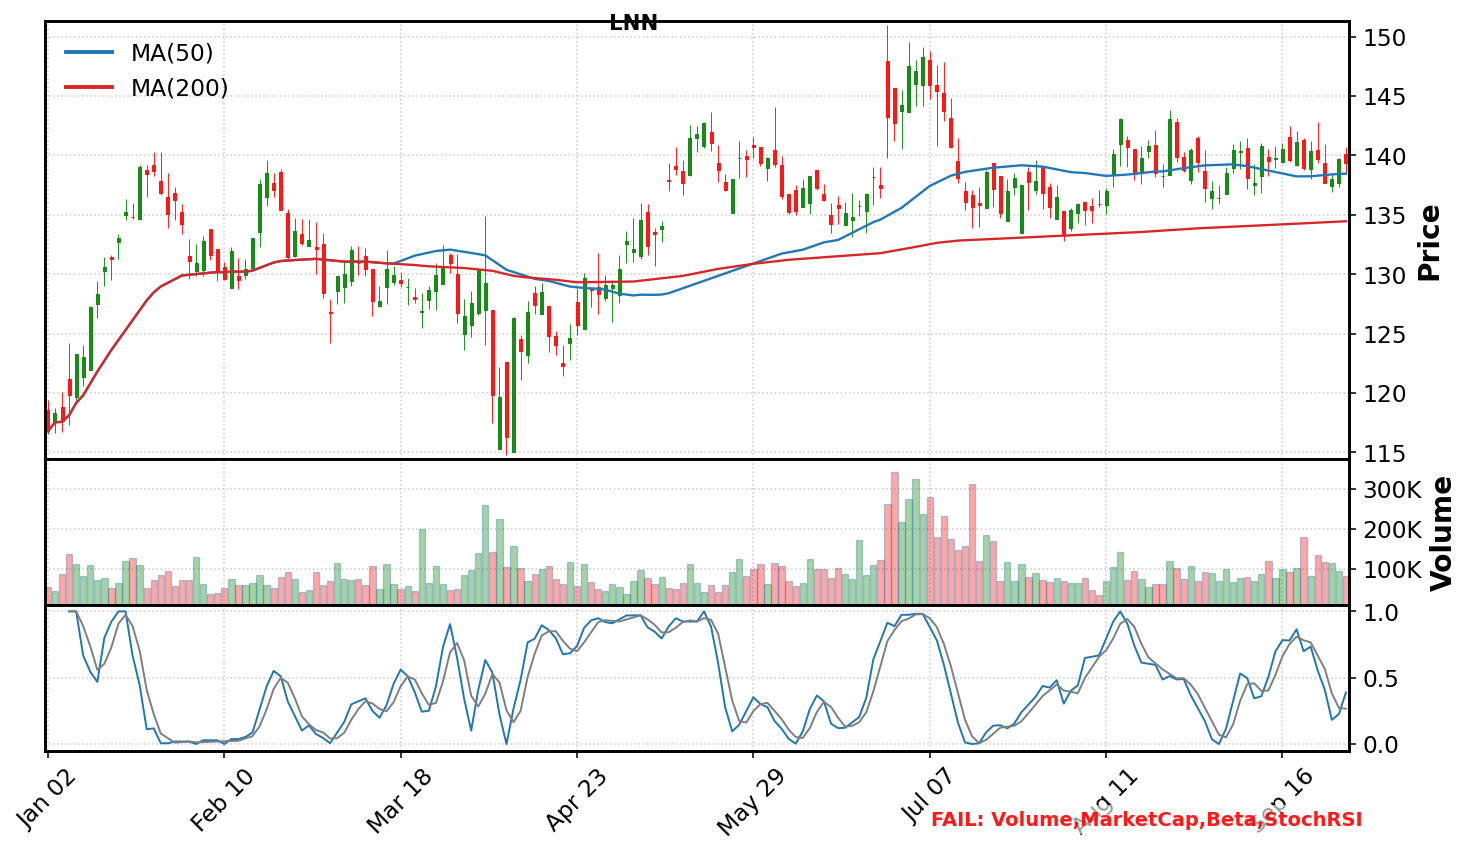 LNN
MA(50)
MA(200)
150
145
140
135
130
125
120
115
Price
300K
200K
100K
Volume
1.0
0.5
0.0
Jan 02
Feb 10
Mar 18
Apr 23
May 29
Jul 07
Aug 11
Sep 16
FAIL: Volume,MarketCap,Beta,StochRSI